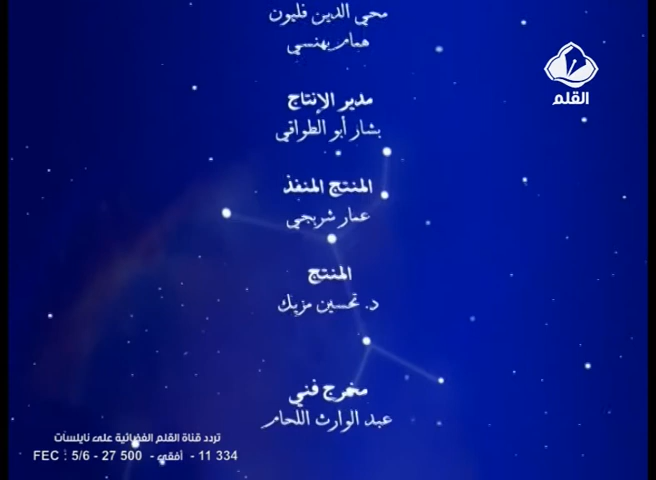 محي الدين فليون
همام بهنسي
القلم
مدير الإنتاج
بشار أبو الطواقي
المنتج المنفذ
عمار شربجي
المنتج
د. تحسين مزيك
مخرج فني
عبد الوارث اللحام
تردد قناة القلم الفضائية على نايلسات
11 334 - أفقي - 27 500 - 5/6 : FEC